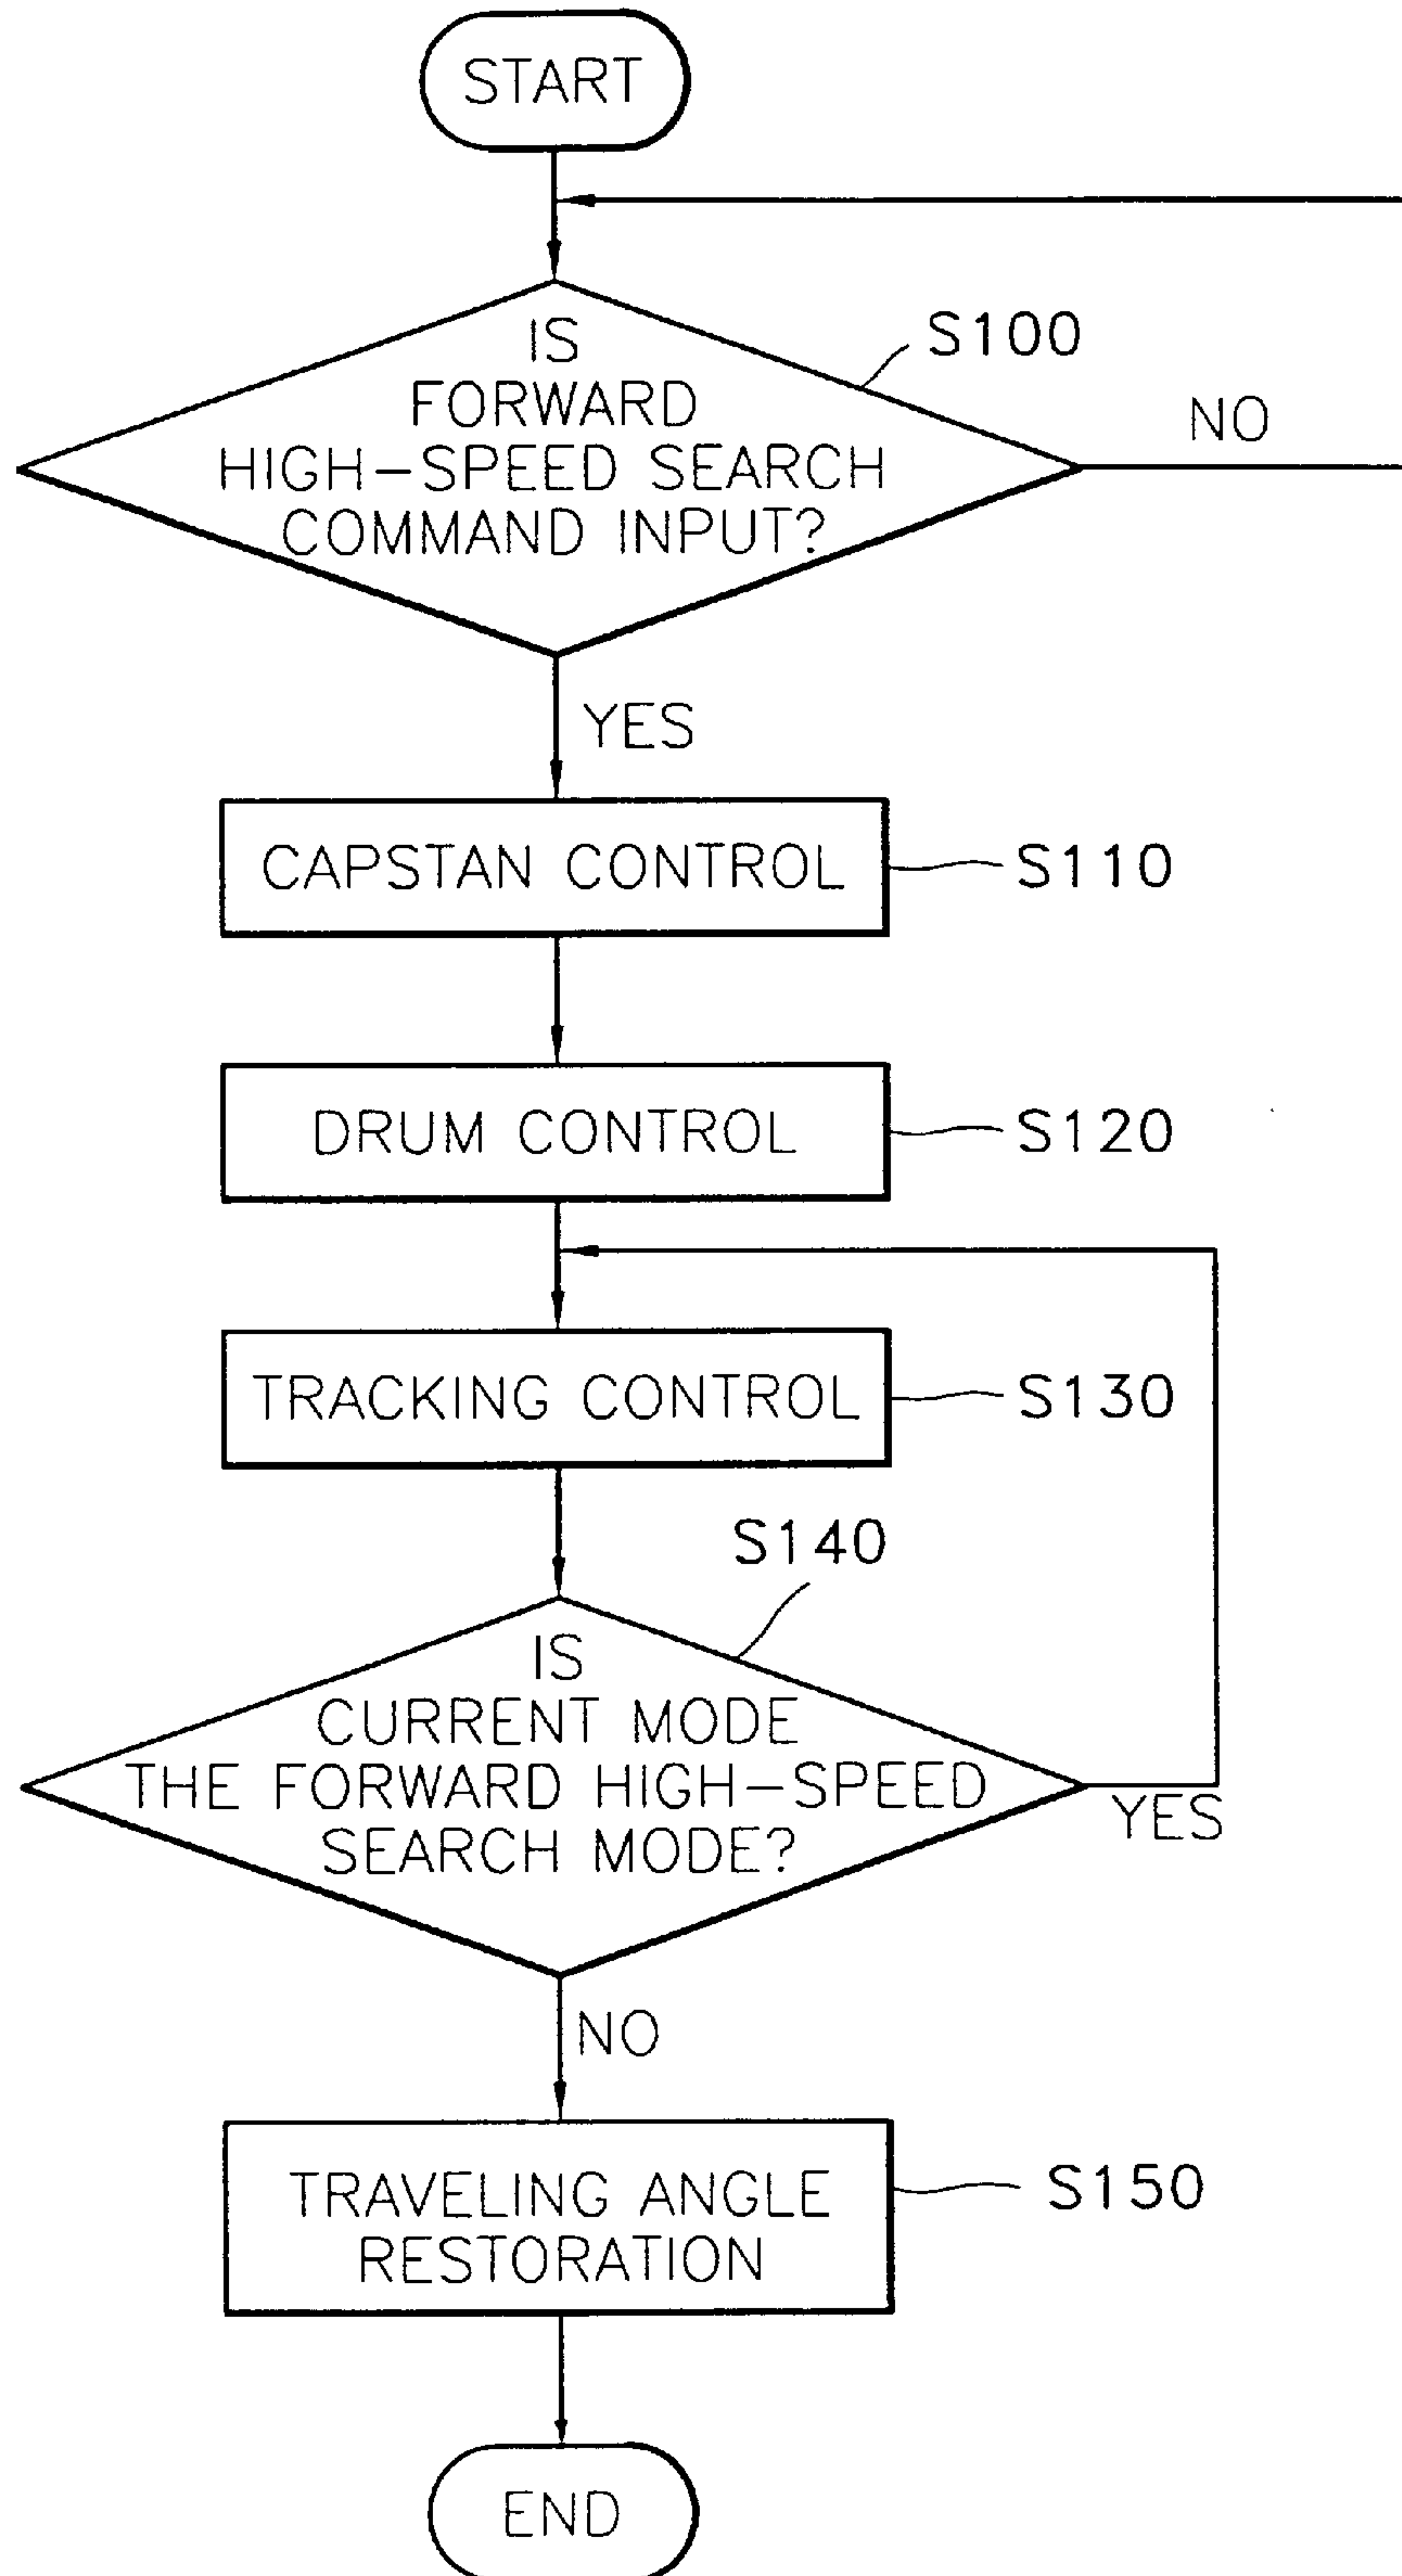 START
IS
FORWARD
HIGH-SPEED SEARCH
COMMAND INPUT?
S100
NO
YES
CAPSTAN CONTROL
S110
DRUM CONTROL
S120
TRACKING CONTROL
S130
S140
IS
CURRENT MODE
THE FORWARD HIGH-SPEED
SEARCH MODE?
YES
NO
TRAVELING ANGLE
RESTORATION
S150
END